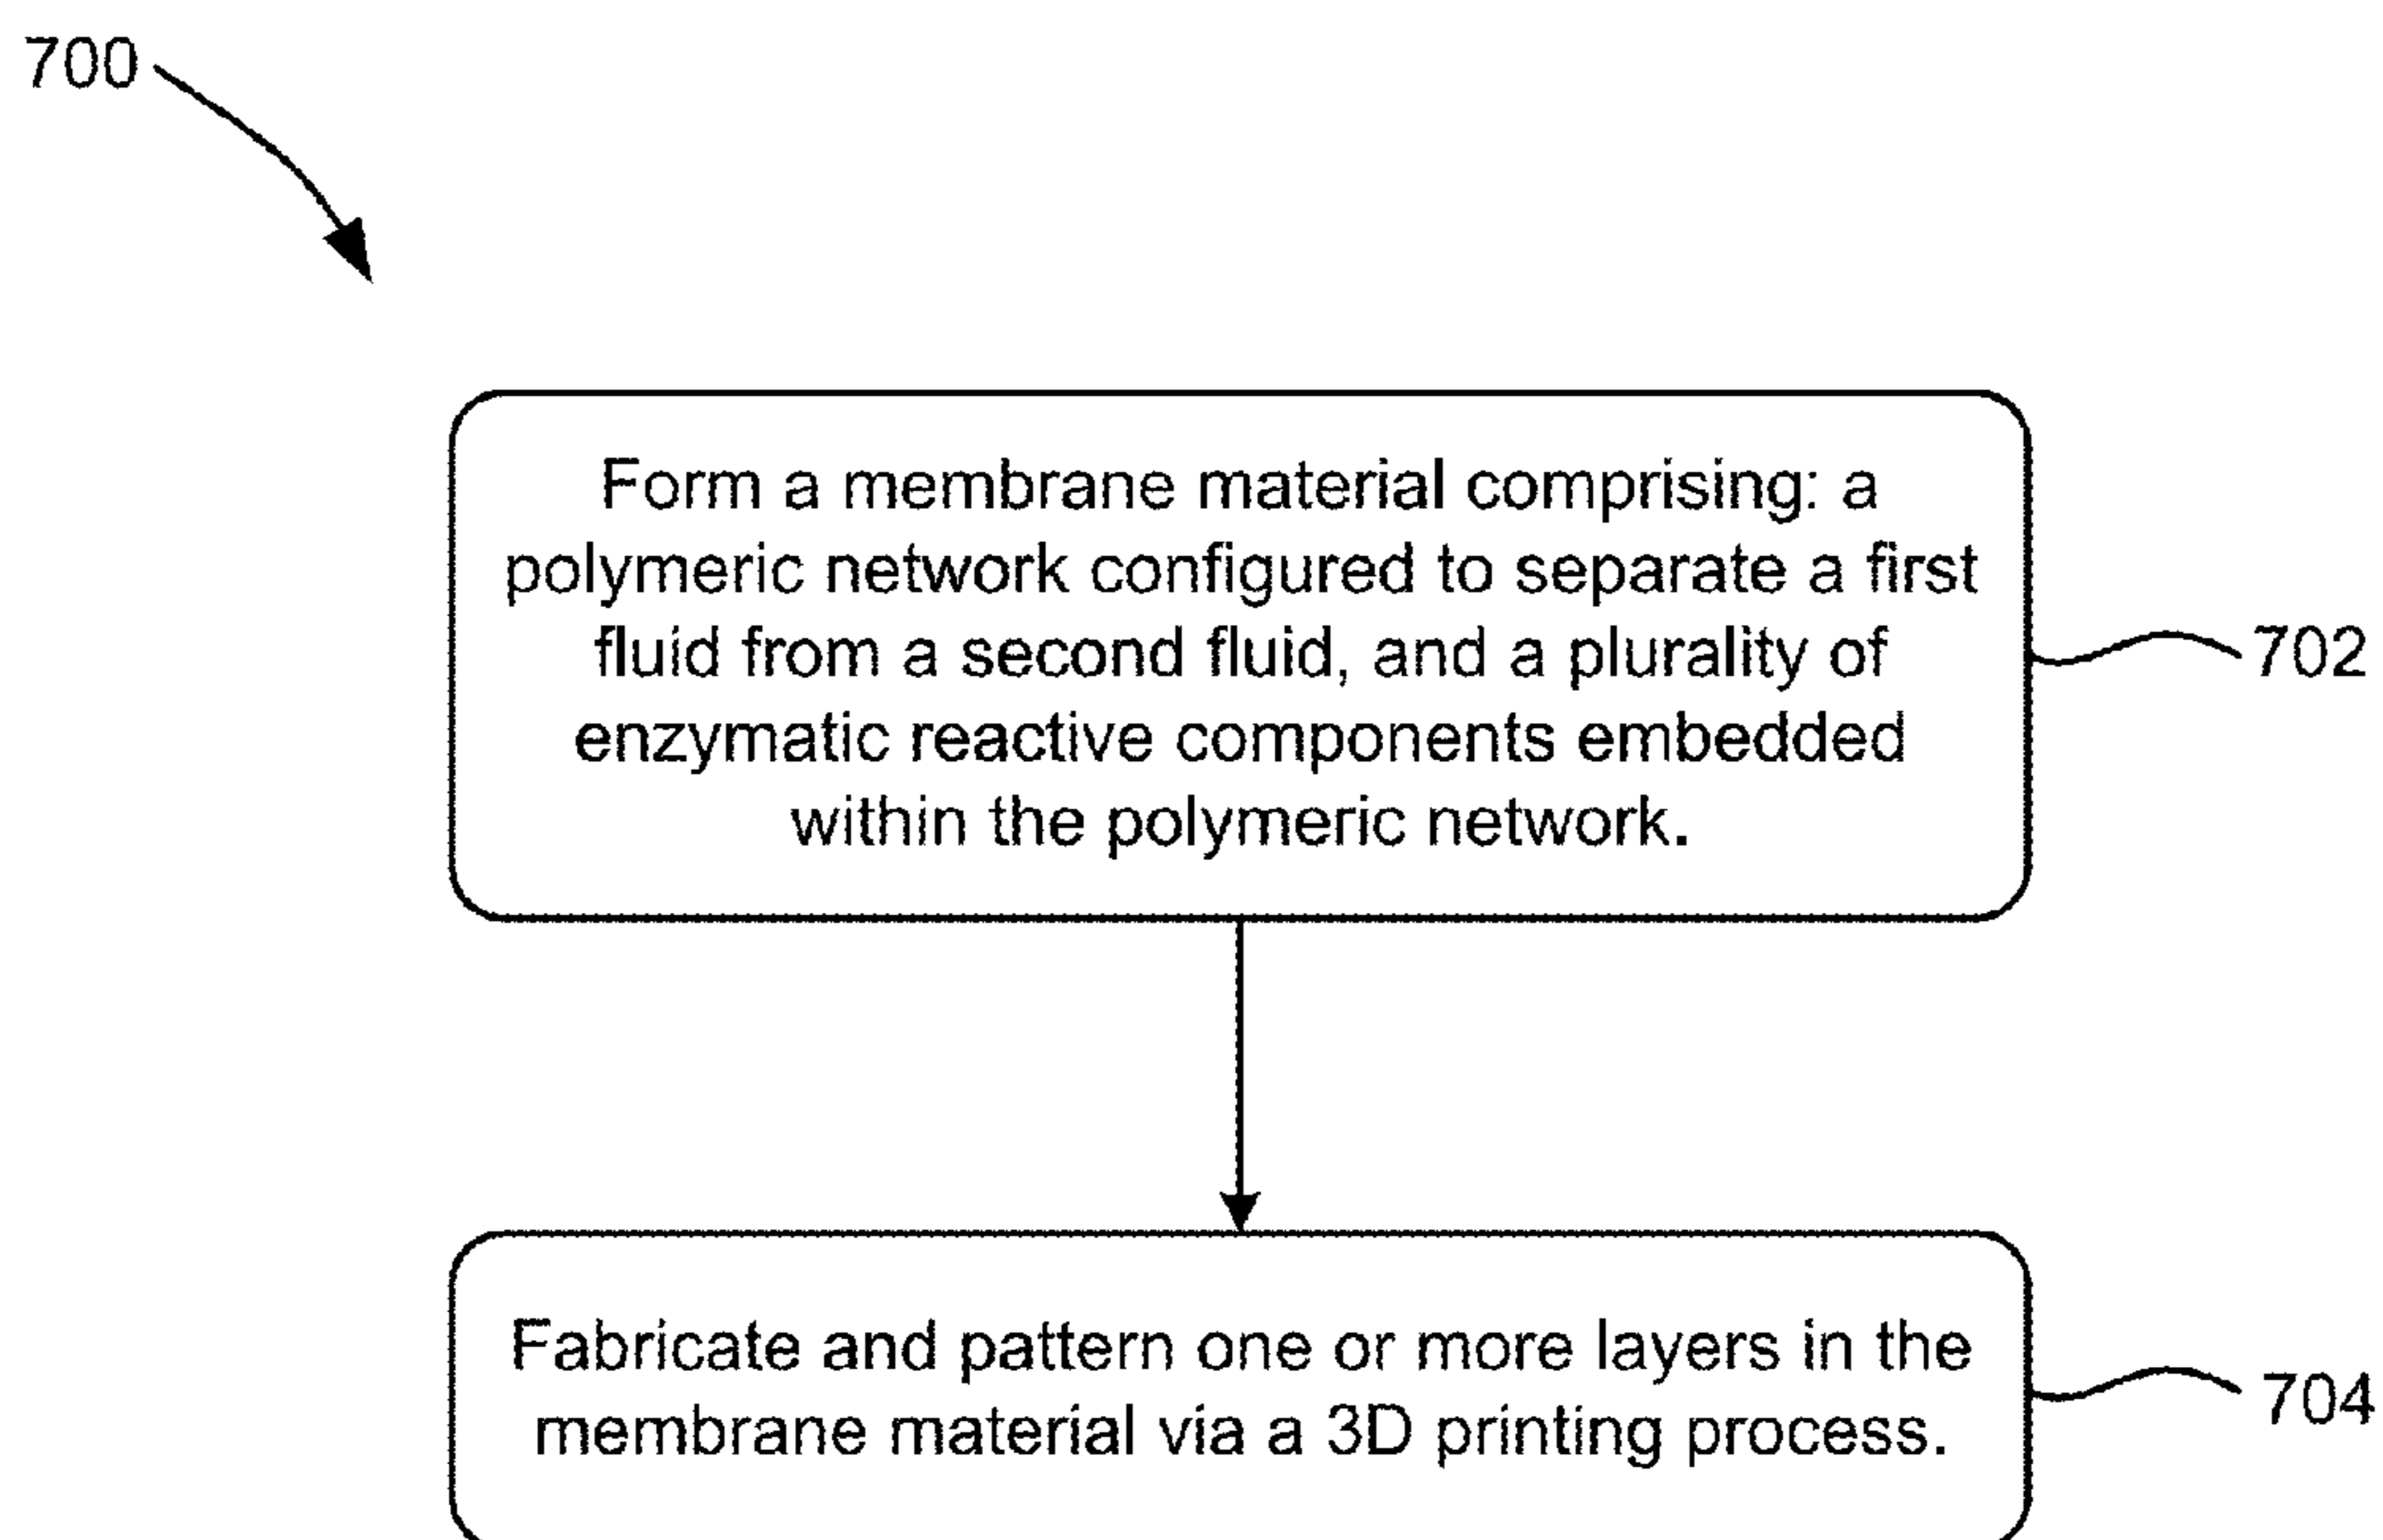 700
Form a membrane material comprising: a
polymeric network configured to separate a first
fluid from a second fluid, and a plurality of
enzymatic reactive components embedded
within the polymeric network.
702
Fabricate and pattern one or more layers in the
membrane material via a 3D printing process.
704